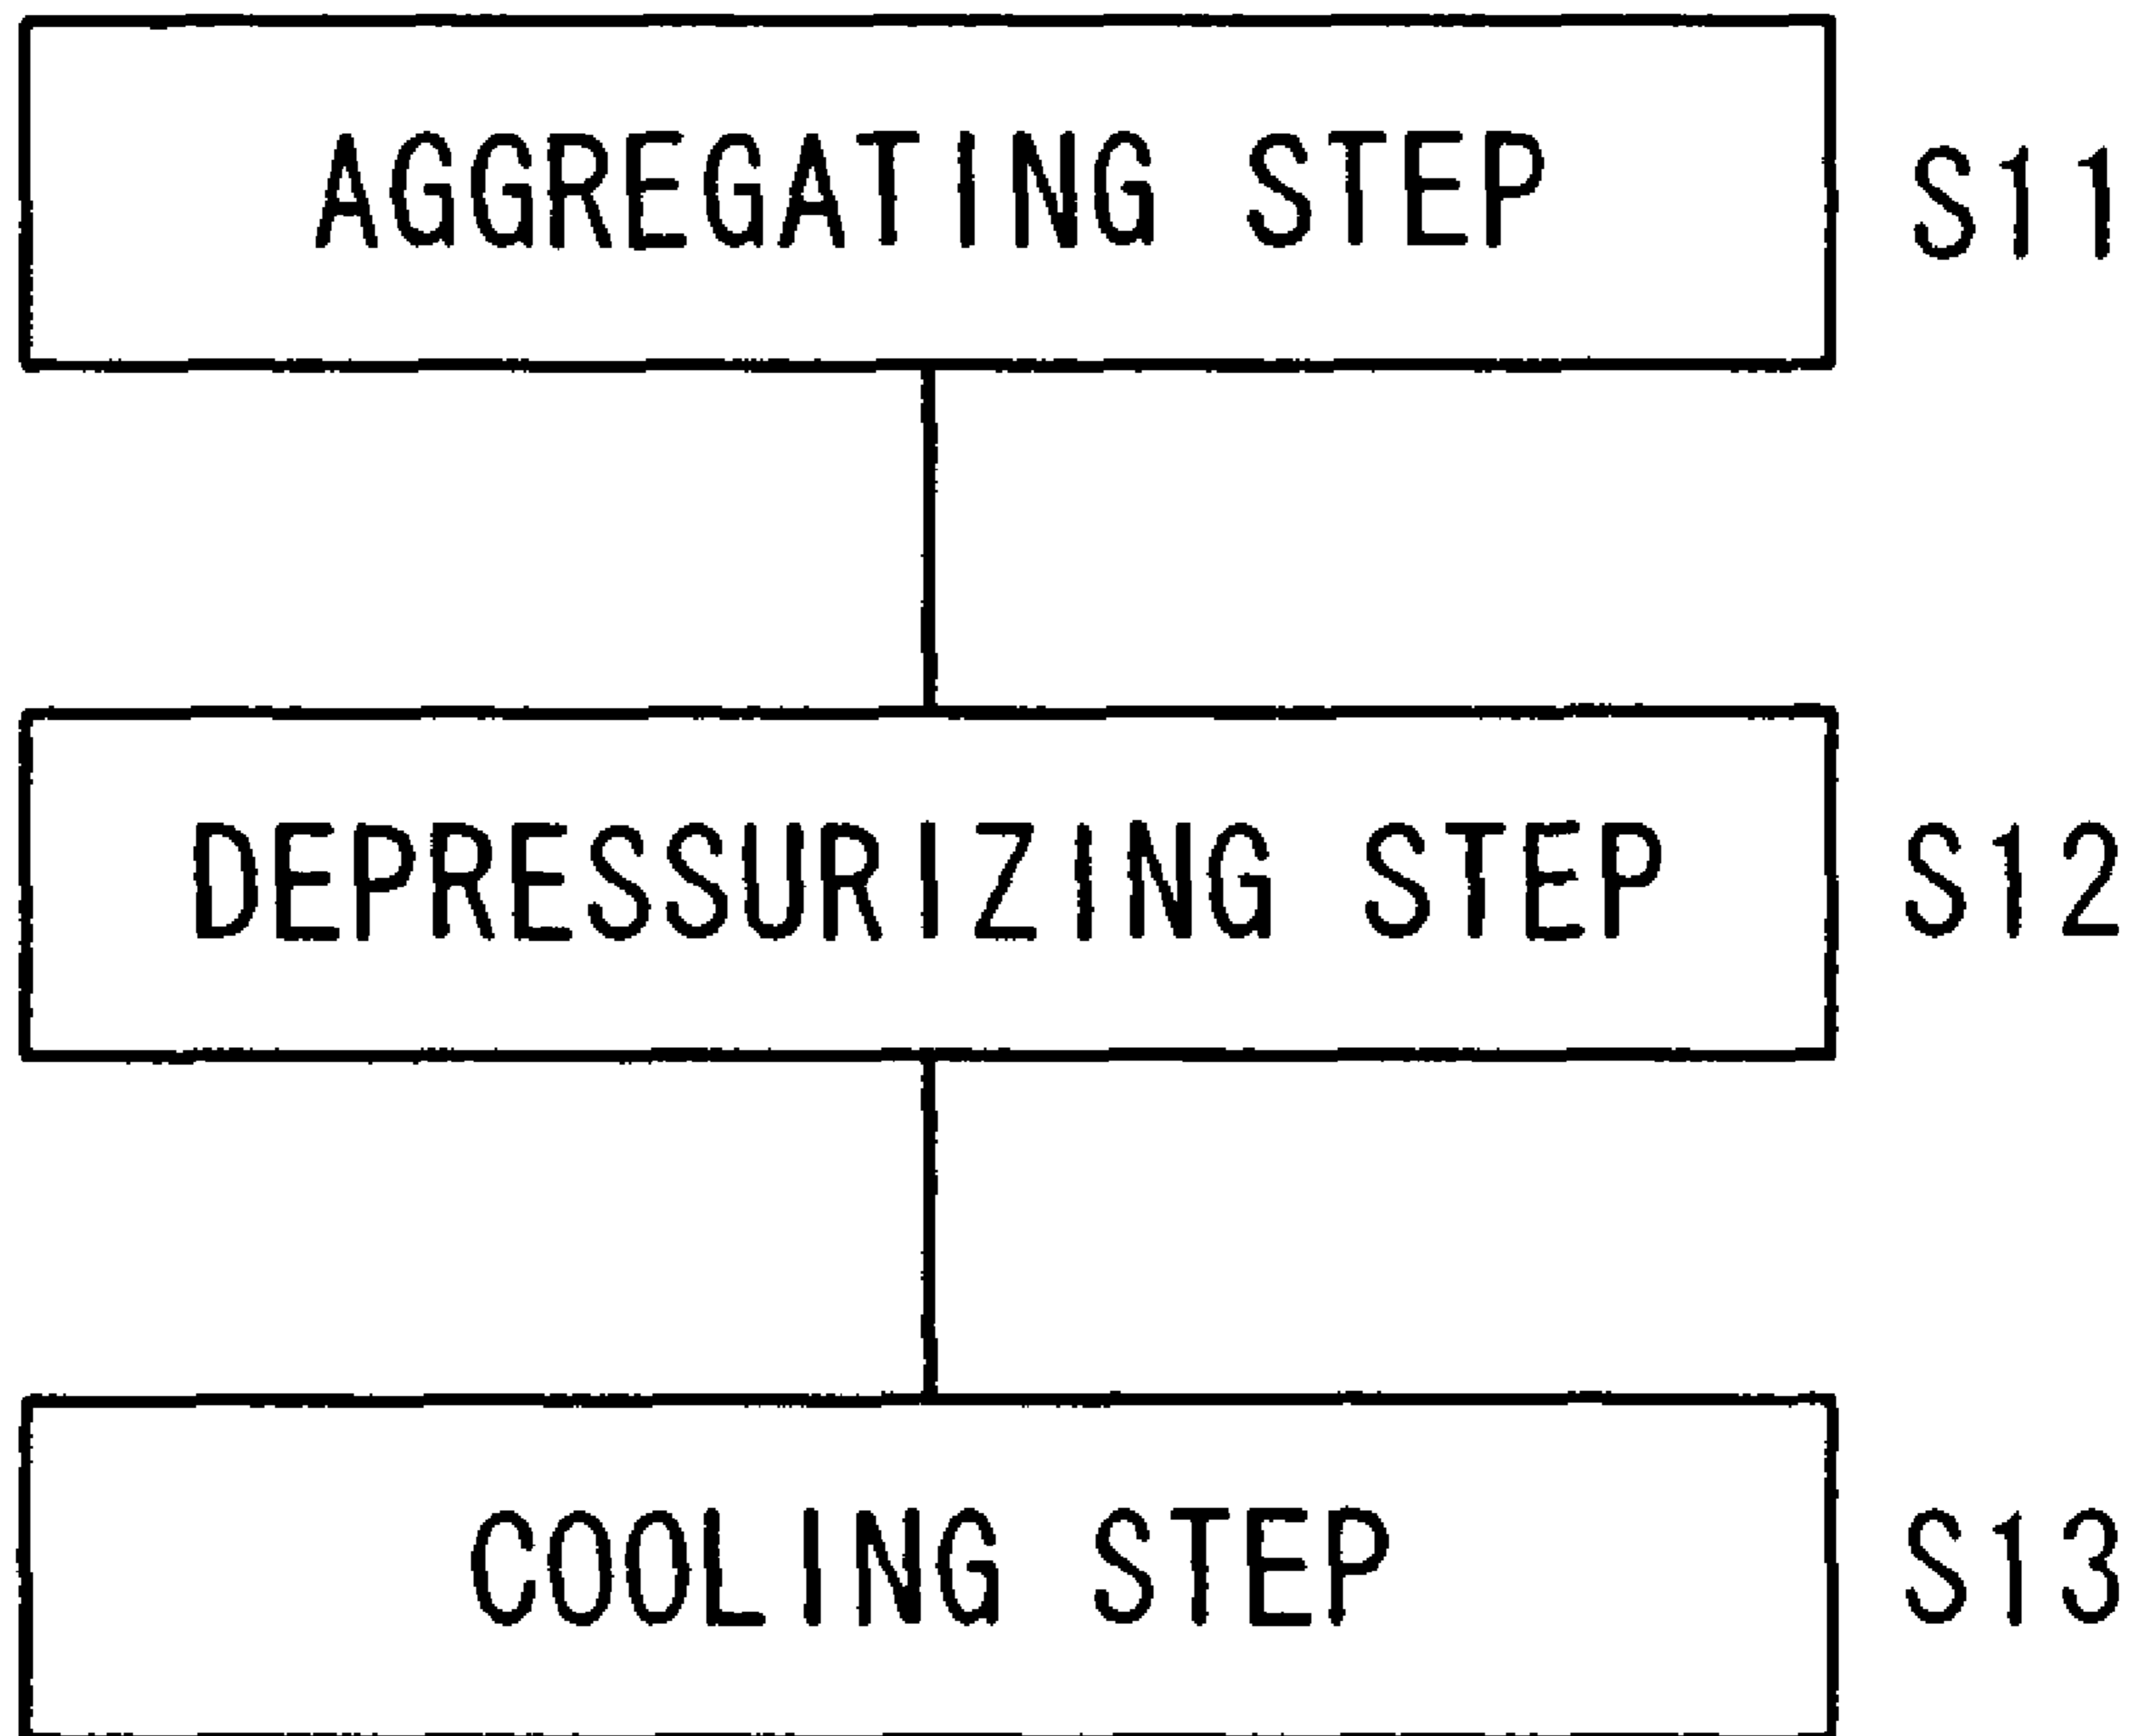 AGGREGATING STEP S11
DEPRESSURIZING STEP S12
COOLING STEP S13